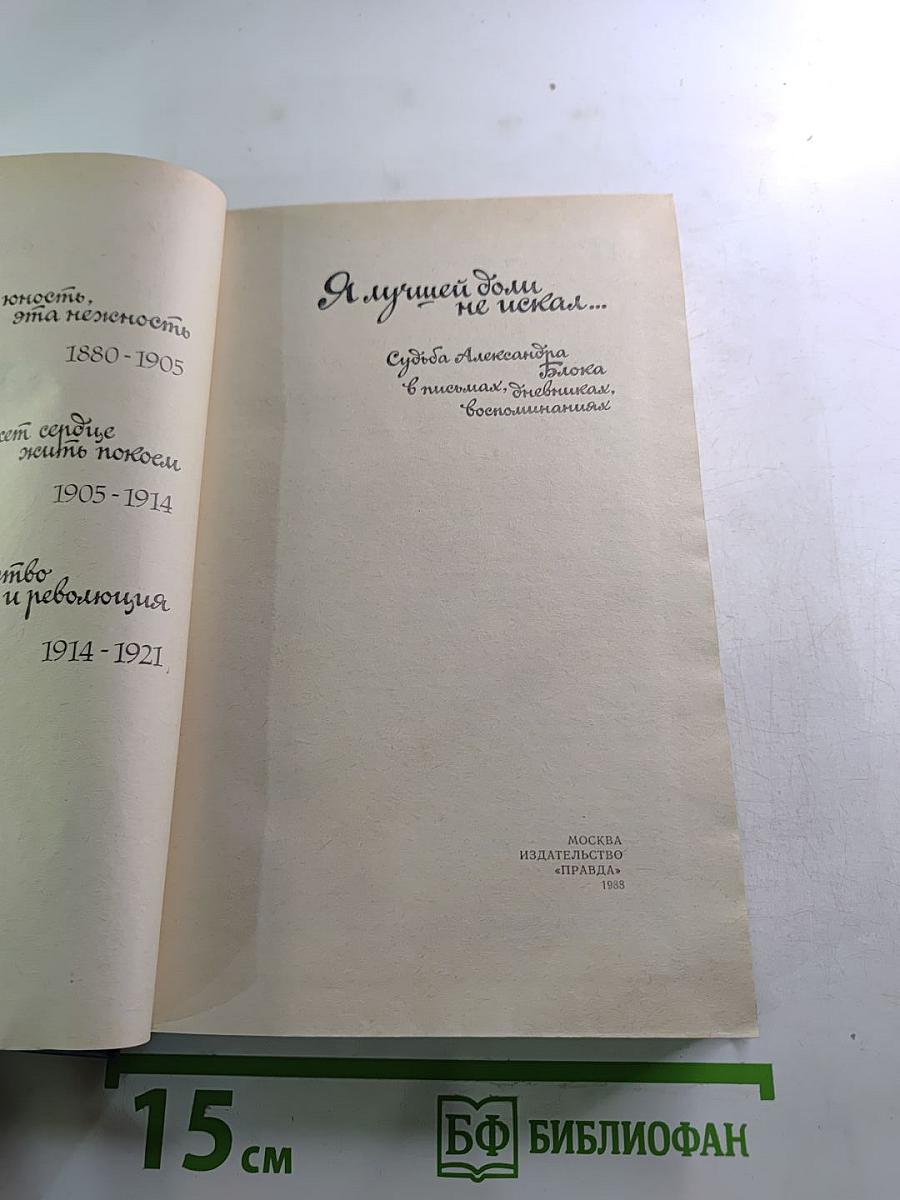 юность,
эта нежность
1880 - 1905
сердце
жить покоем
1905 - 1914
и революция
1914 - 1921
Я лучшей доли
не искал...
Судьба Александра
Блока
в письмах, дневниках,
воспоминаниях
МОСКВА
ИЗДАТЕЛЬСТВО
«ПРАВДА»
1988
15 см
БФ БИБЛИОФАН